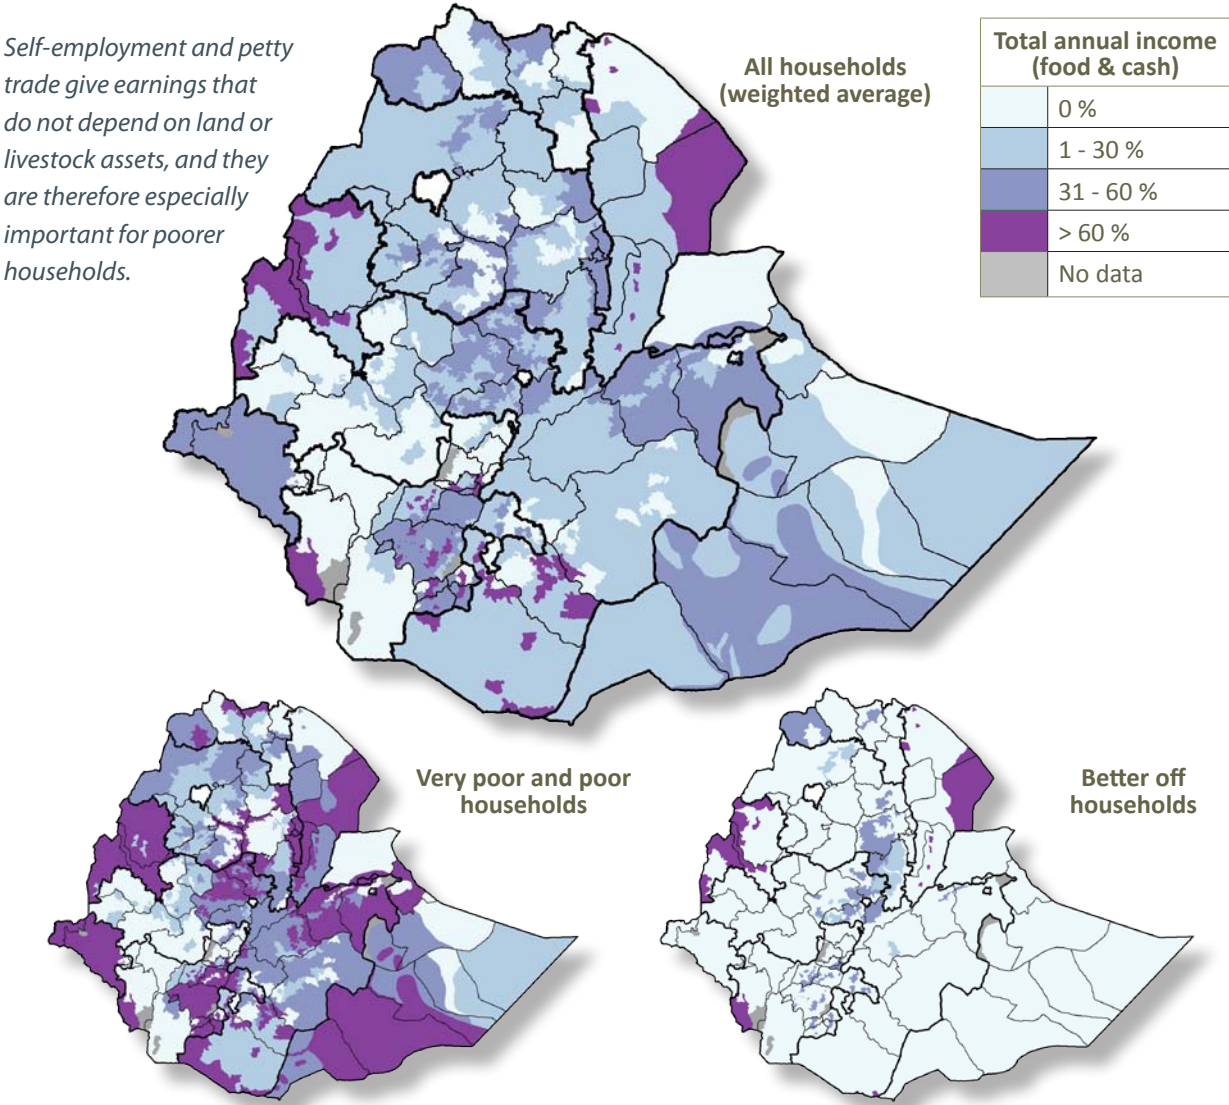 Self-employment and petty
trade give earnings that
do not depend on land or
livestock assets, and they
are therefore especially
important for poorer
households.
All households
(weighted average)
Total annual income
(food & cash)
0 %
1 - 30 %
31 - 60 %
> 60 %
No data
Very poor and poor
households
Better off
households